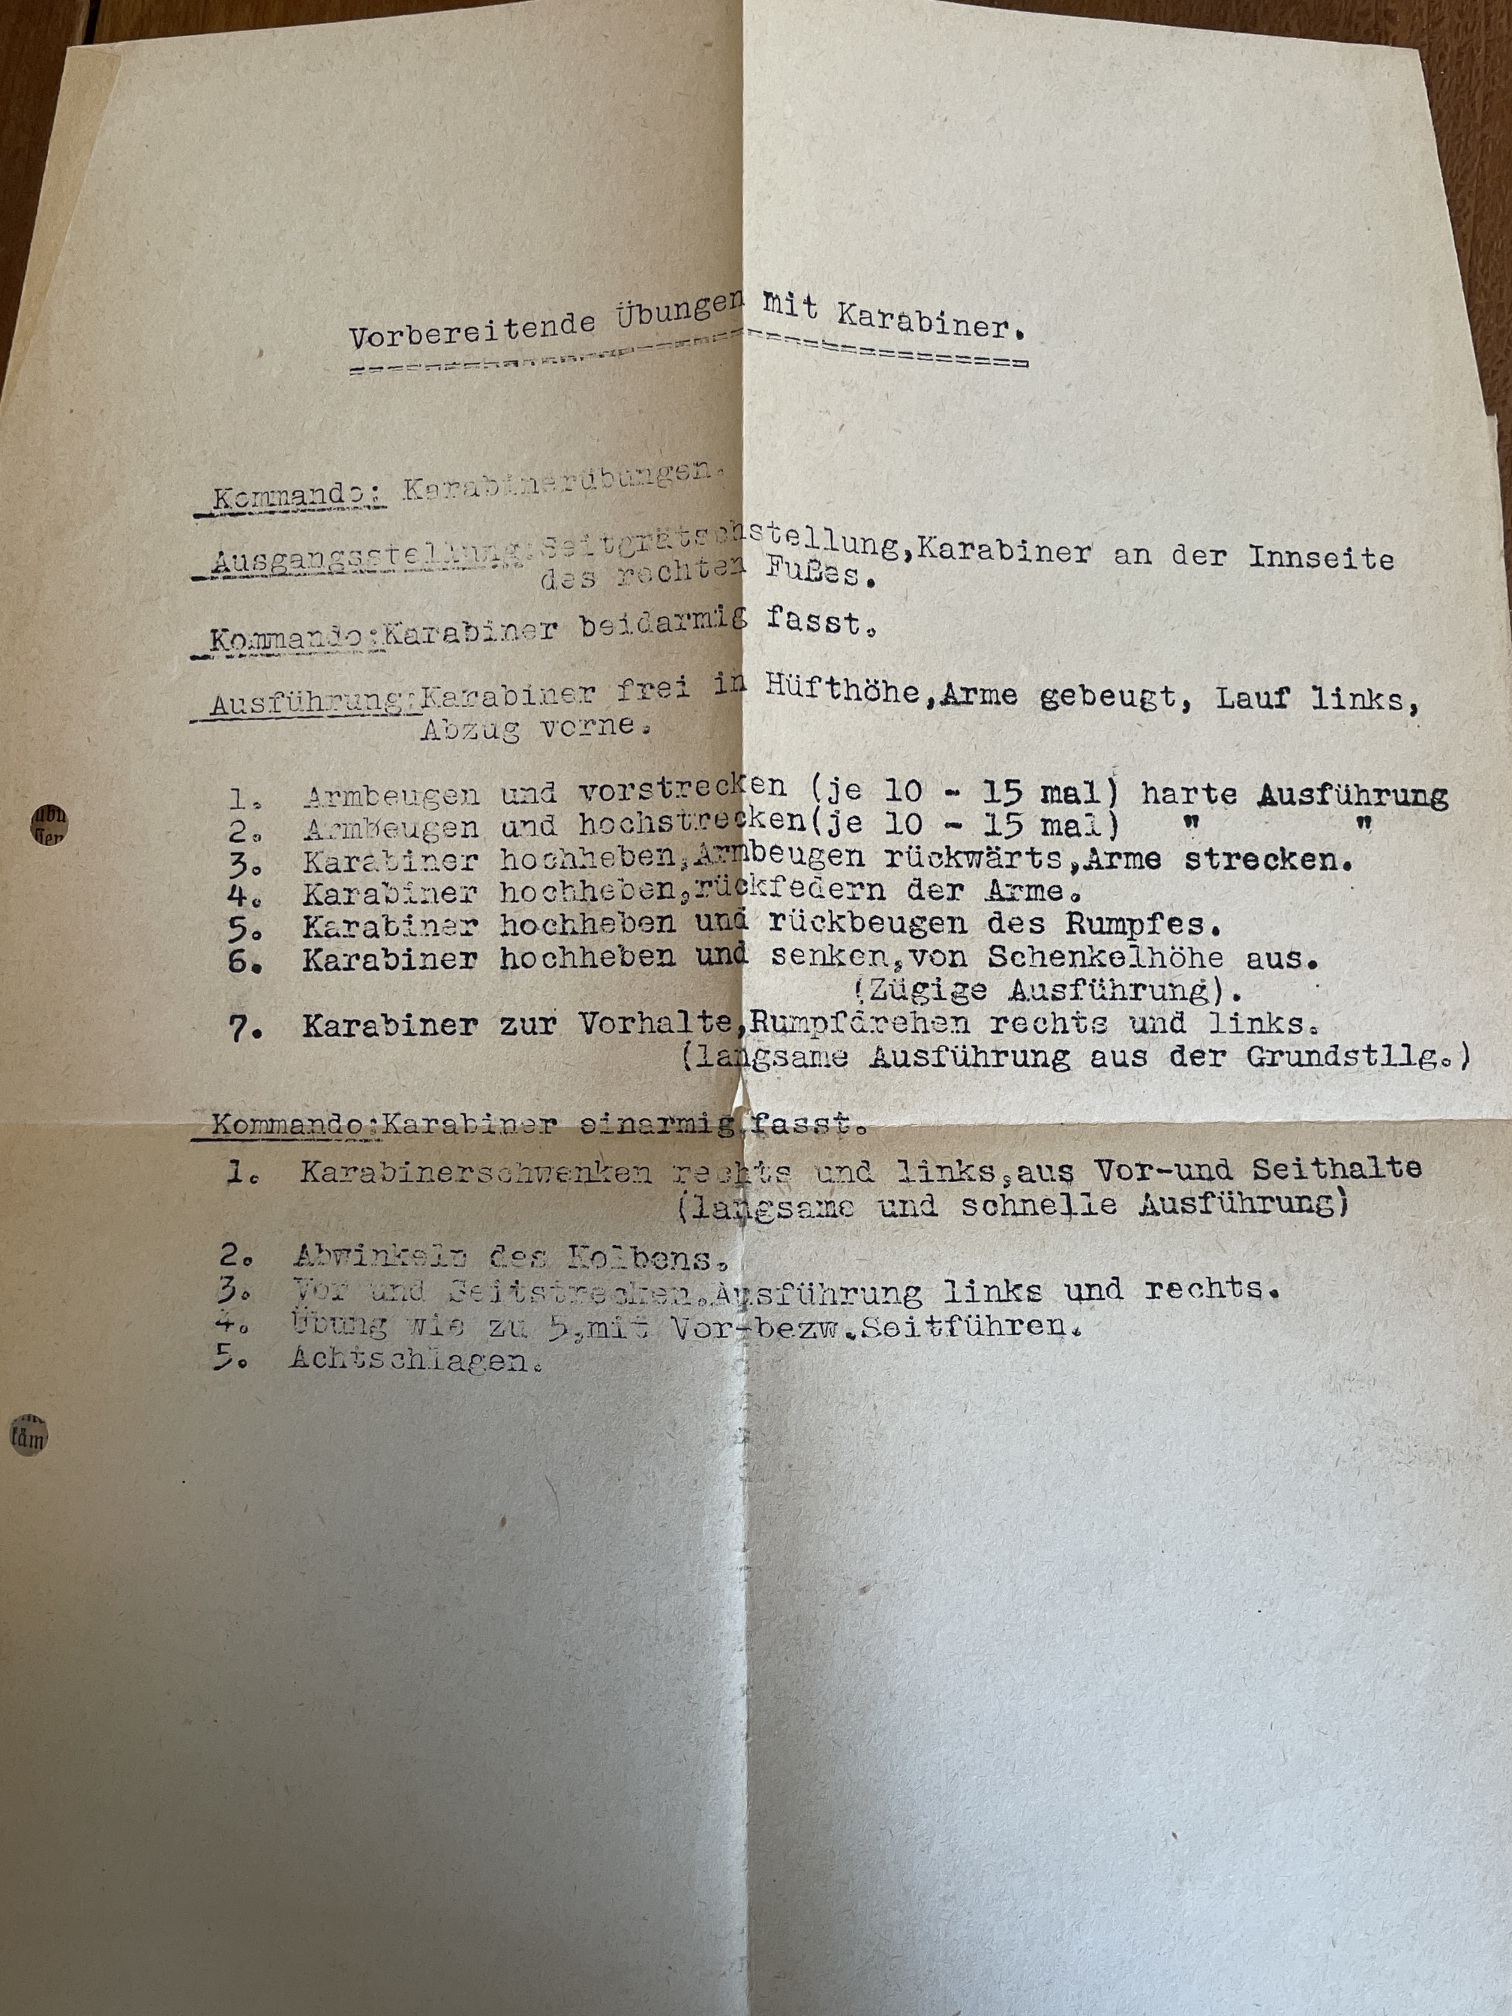 Vorbereitende Übungen mit Karabiner.
Kommando: Karabinerübungen.
Ausgangsstellung:Seitgrätschstellung,Karabiner an der Innseite
des rechten Fußes.
Kommando:Karabiner beidarmig fasst.
Ausführung:Karabiner frei in Hüfthöhe,Arme gebeugt, Lauf links,
Abzug vorne.
1. Armbeugen und vorstrecken (je 10 - 15 mal) harte Ausführung
2. Armbeugen und hochstrecken(je 10 - 15 mal) " "
3. Karabiner hochheben,Armbeugen rückwärts,Arme strecken.
4. Karabiner hochheben,rückfedern der Arme.
5. Karabiner hochheben und rückbeugen des Rumpfes.
6. Karabiner hochheben und senken,von Schenkelhöhe aus.
(Zügige Ausführung).
7. Karabiner zur Vorhalte,Rumpfdrehen rechts und links.
(langsame Ausführung aus der Grundstllg.)
Kommando:Karabiner einarmig fasst.
1. Karabinerschwenken rechts und links,aus Vor-und Seithalte
(langsame und schnelle Ausführung)
2. Abwinkeln des Kolbens.
3. Vor und Seitstrecken.Ausführung links und rechts.
4. Übung wie zu 5,mit Vor-bezw.Seitführen.
5. Achtschlagen.